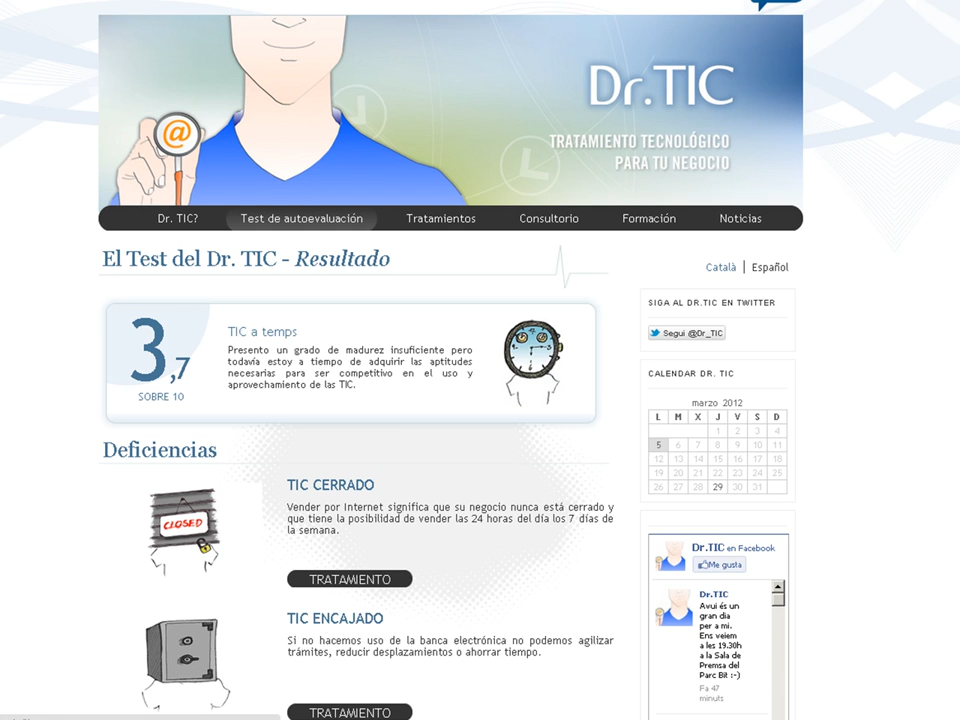 @
Dr.TIC
TRATAMIENTO TECNOLÓGICO
PARA TU NEGOCIO
Dr. TIC?
Test de autoevaluación
Tratamientos
Consultorio
Formación
Noticias
El Test del Dr. TIC - Resultado
Català | Español
3,7
SOBRE 10
TIC a temps
Presento un grado de madurez insuficiente pero
todavía estoy a tiempo de adquirir las aptitudes
necesarias para ser competitivo en el uso y
aprovechamiento de las TIC.
Deficiencias
CLOSED
TIC CERRADO
Vender por Internet significa que su negocio nunca está cerrado y
que tiene la posibilidad de vender las 24 horas del día los 7 días de
la semana.
TRATAMIENTO
TIC ENCAJADO
Si no hacemos uso de la banca electrónica no podemos agilizar
trámites, reducir desplazamientos o ahorrar tiempo.
TRATAMIENTO
SIGA AL DR.TIC EN TWITTER
Segui @Dr_TIC
CALENDAR DR. TIC
marzo 2012
L M X J V S D
1 2 3 4
5 6 7 8 9 10 11
12 13 14 15 16 17 18
19 20 21 22 23 24 25
26 27 28 29 30 31
Dr.TIC en Facebook
Me gusta
Dr.TIC
Avui és un
gran dia
per a mi.
Ens veiem
a les 19.30h
a la Sala de
Premsa del
Parc Bit :-)
Fa 47
minuts